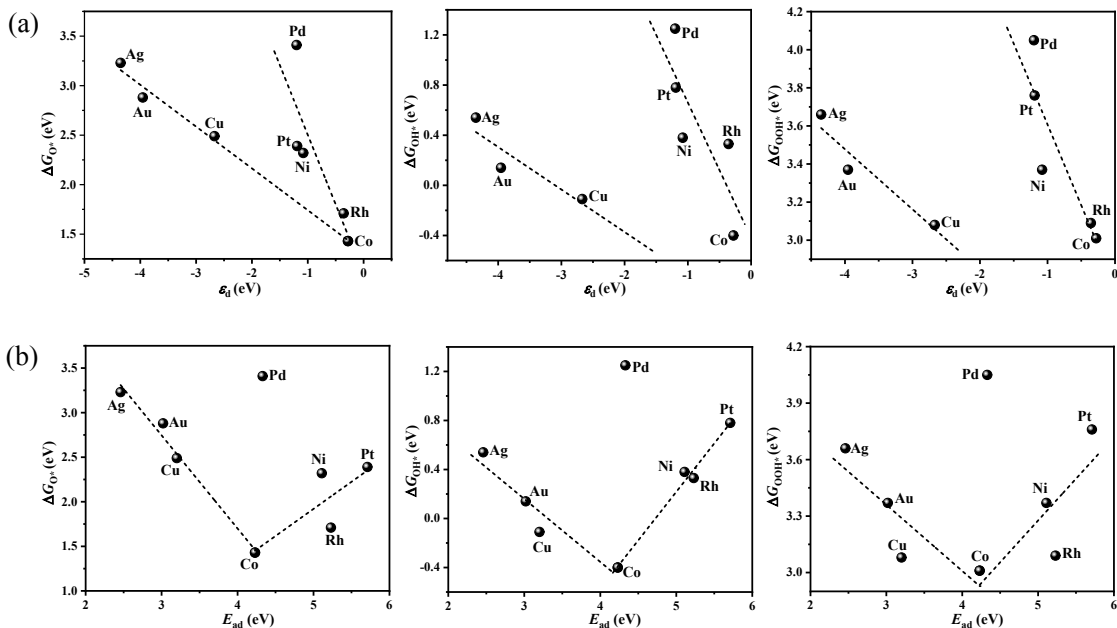 (a)
3.5
3.0
2.5
2.0
1.5
ΔG_O* (eV)
Ag
Au
Cu
Pd
Pt
Ni
Rh
Co
-5
-4
-3
-2
-1
0
ε_d (eV)
1.2
0.8
0.4
0.0
-0.4
ΔG_OH* (eV)
Ag
Au
Cu
Pd
Pt
Ni
Rh
Co
-4
-3
-2
-1
0
ε_d (eV)
4.2
3.9
3.6
3.3
3.0
ΔG_OOH* (eV)
Ag
Au
Cu
Pd
Pt
Ni
Rh
Co
-4
-3
-2
-1
0
ε_d (eV)
(b)
3.5
3.0
2.5
2.0
1.5
1.0
ΔG_O* (eV)
Ag
Au
Cu
Pd
Co
Ni
Pt
Rh
2
3
4
5
6
E_ad (eV)
1.2
0.8
0.4
0.0
-0.4
ΔG_OH* (eV)
Ag
Au
Cu
Pd
Co
Ni
Pt
Rh
2
3
4
5
6
E_ad (eV)
4.2
3.9
3.6
3.3
3.0
ΔG_OOH* (eV)
Ag
Au
Cu
Pd
Co
Ni
Pt
Rh
2
3
4
5
6
E_ad (eV)